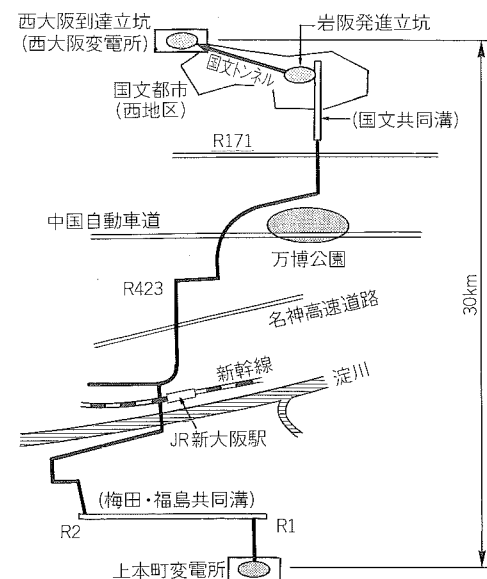 西大阪到達立坑
(西大阪変電所)
岩阪発進立坑
国文トンネル
国文都市
(西地区)
(国文共同溝)
R171
中国自動車道
万博公園
R423
名神高速道路
30km
新幹線
淀川
JR新大阪駅
(梅田・福島共同溝)
R2
R1
上本町変電所